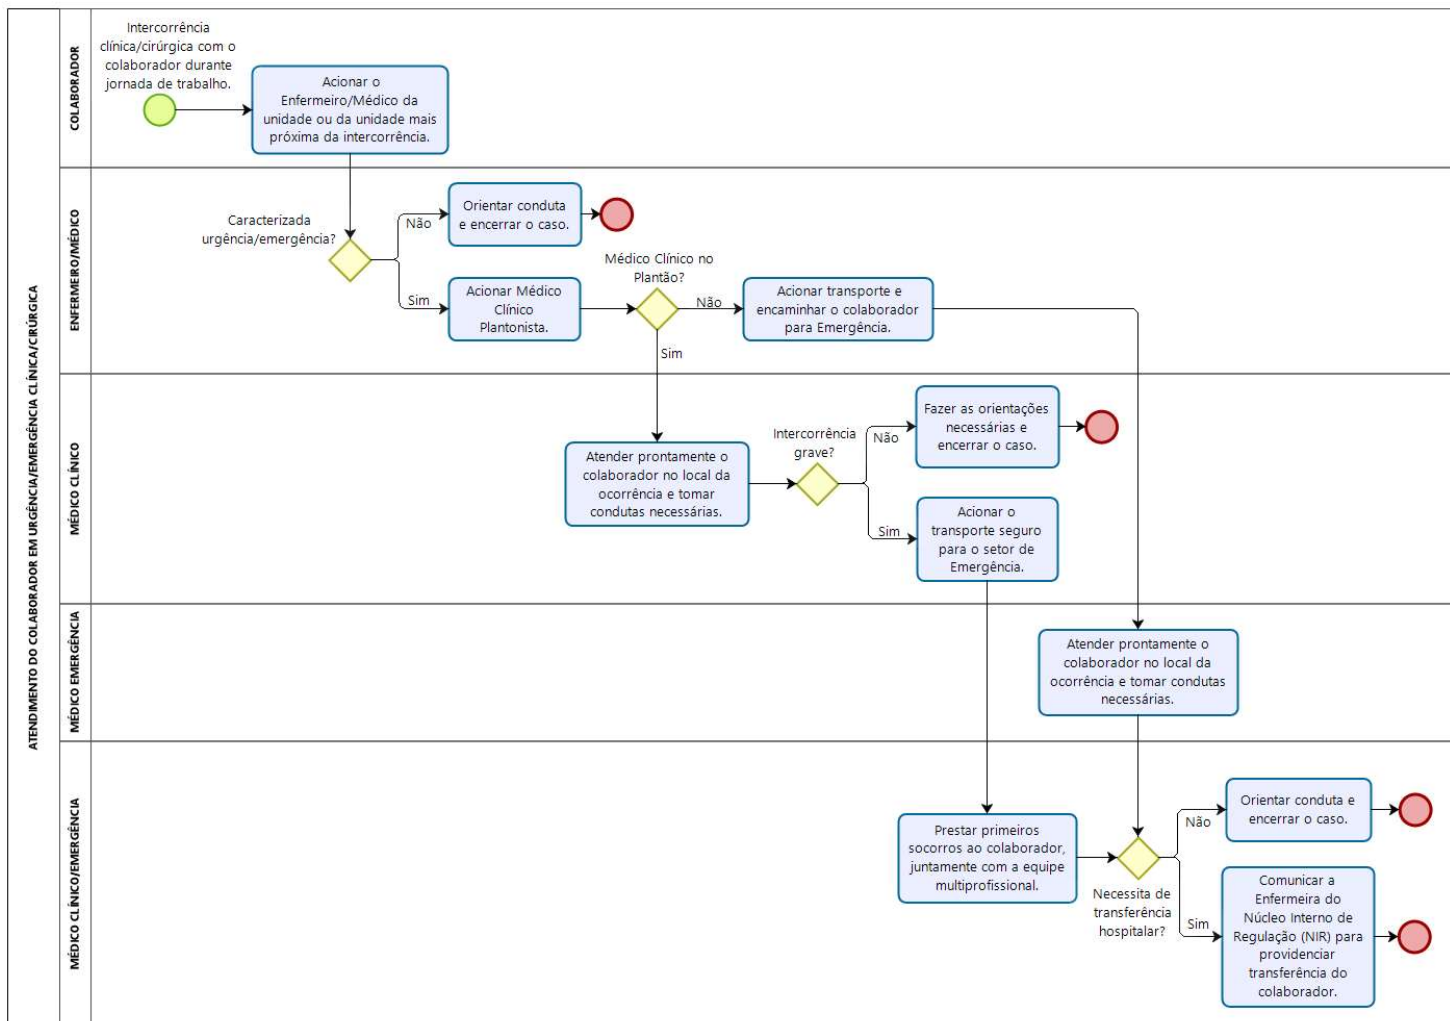 ATENDIMENTO DO COLABORADOR EM URGÊNCIA/EMERGÊNCIA CLÍNICA/CIRÚRGICA
COLABORADOR
Intercorrência
clínica/cirúrgica com o
colaborador durante
jornada de trabalho.
Acionar o
Enfermeiro/Médico da
unidade ou da unidade mais
próxima da intercorrência.
ENFERMEIRO/MÉDICO
Caracterizada
urgência/emergência?
Não
Orientar conduta
e encerrar o caso.
Sim
Acionar Médico
Clínico
Plantonista.
Médico Clínico no
Plantão?
Não
Acionar transporte e
encaminhar o colaborador
para Emergência.
Sim
MÉDICO CLÍNICO
Atender prontamente o
colaborador no local da
ocorrência e tomar
condutas necessárias.
Intercorrência
grave?
Não
Fazer as orientações
necessárias e
encerrar o caso.
Sim
Acionar o
transporte seguro
para o setor de
Emergência.
MÉDICO EMERGÊNCIA
Atender prontamente o
colaborador no local da
ocorrência e tomar condutas
necessárias.
MÉDICO CLÍNICO/EMERGÊNCIA
Prestar primeiros
socorros ao colaborador,
juntamente com a equipe
multiprofissional.
Necessita de
transferência
hospitalar?
Não
Orientar conduta e
encerrar o caso.
Sim
Comunicar a
Enfermeira do
Núcleo Interno de
Regulação (NIR) para
providenciar
transferência do
colaborador.